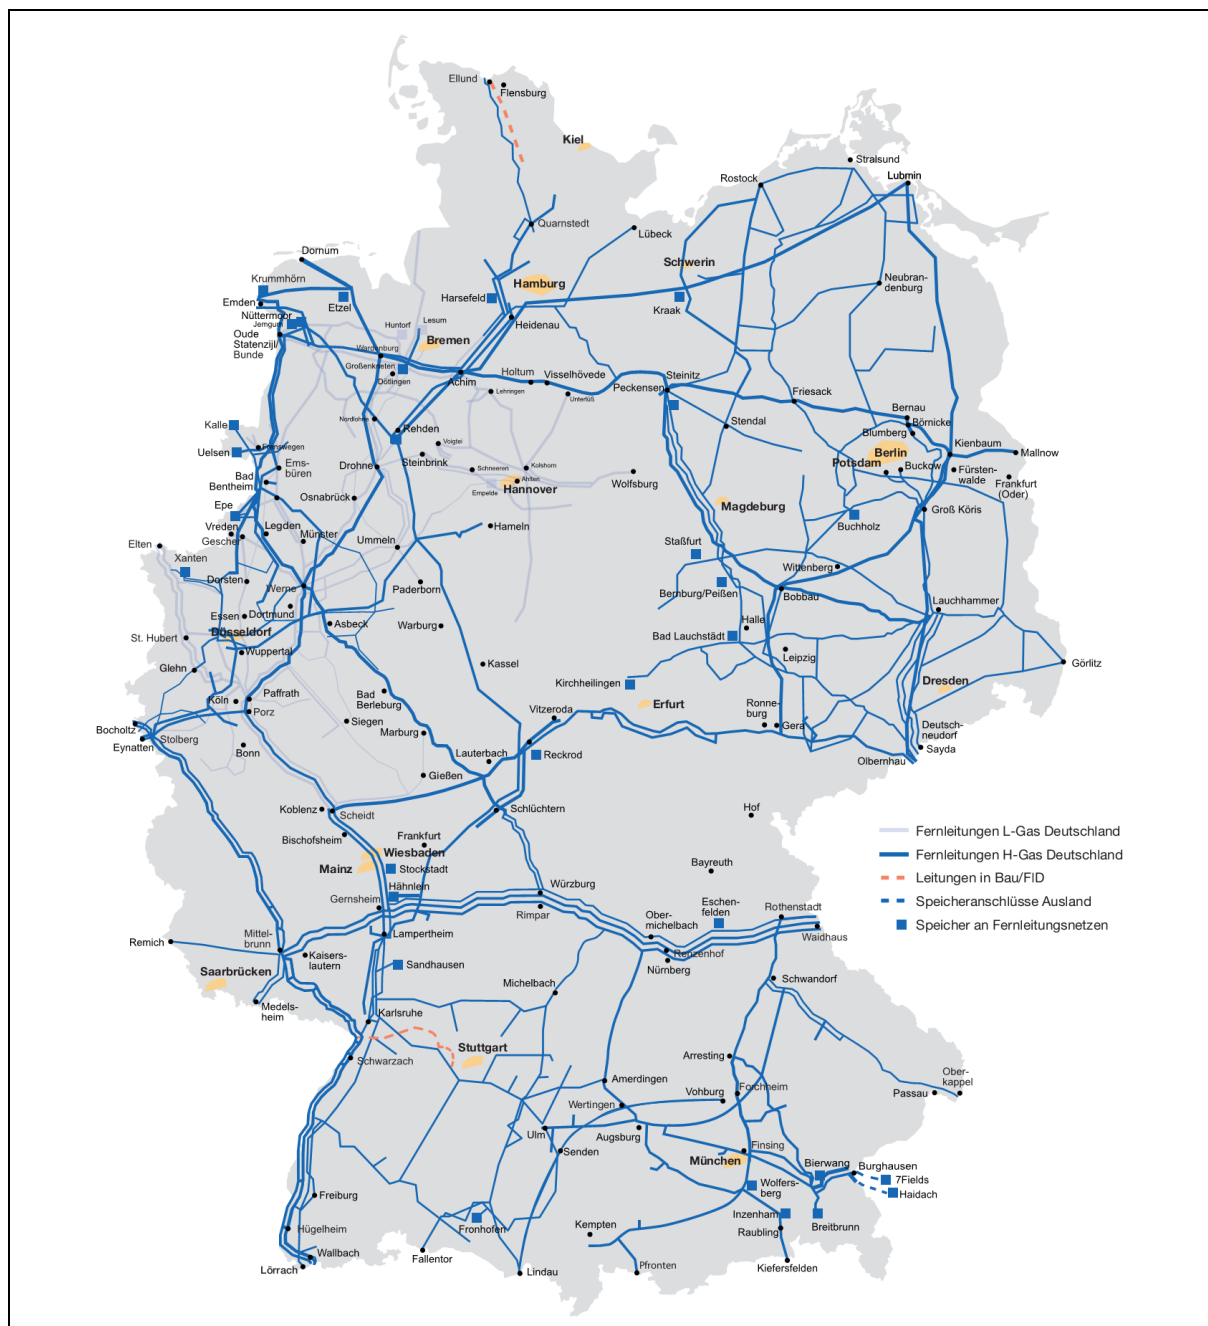 Ellund
Flensburg
Kiel
Stralsund
Rostock
Lubmin
Quarnstedt
Lübeck
Dornum
Schwerin
Krummhörn
Hamburg
Neubran-
denburg
Emden
Etzel
Harsefeld
Kraak
Nüttermoor
Jemgum
Huntorf
Lesum
Heidenau
Oude
Statenzijl/
Bunde
Wardenburg
Bremen
Großenkneten
Dötlingen
Achim
Holtum
Visselhövede
Steinitz
Peckensen
Lehringen
Unterlüß
Friesack
Bernau
Kalle
Nordlohne
Rehden
Stendal
Börnicke
Blumberg
Uelsen
Frenswegen
Voigtei
Kienbaum
Berlin
Mallnow
Ems-
büren
Drohne
Steinbrink
Schneeren
Kolshorn
Potsdam
Buckow
Fürsten-
walde
Bad
Bentheim
Ahlten
Wolfsburg
Frankfurt
(Oder)
Empelde
Hannover
Osnabrück
Epe
Magdeburg
Groß Köris
Vreden
Legden
Hameln
Buchholz
Gescher
Münster
Elten
Ummeln
Staßfurt
Xanten
Wittenberg
Dorsten
Werne
Paderborn
Bernburg/Peißen
Bobbau
Lauchhammer
Essen
Dortmund
Halle
St. Hubert
Düsseldorf
Asbeck
Warburg
Bad Lauchstädt
Wuppertal
Leipzig
Glehn
Kassel
Görlitz
Kirchheilingen
Dresden
Köln
Paffrath
Bad
Berleburg
Erfurt
Ronne-
burg
Porz
Vitzeroda
Bocholtz
Siegen
Gera
Deutsch-
neudorf
Stolberg
Marburg
Eynatten
Bonn
Lauterbach
Reckrod
Sayda
Olbernhau
Gießen
Koblenz
Scheidt
Schlüchtern
Hof
Bischofsheim
Frankfurt
Fernleitungen L-Gas Deutschland
Wiesbaden
Fernleitungen H-Gas Deutschland
Mainz
Stockstadt
Bayreuth
Leitungen in Bau/FID
Hähnlein
Würzburg
Speicheranschlüsse Ausland
Gernsheim
Eschen-
felden
Rothenstadt
Rimpar
Speicher an Fernleitungsnetzen
Ober-
michelbach
Remich
Mittel-
brunn
Lampertheim
Waidhaus
Kaisers-
lautern
Renzenhof
Nürnberg
Saarbrücken
Sandhausen
Michelbach
Schwandorf
Medels-
heim
Karlsruhe
Stuttgart
Schwarzach
Arresting
Ober-
kappel
Amerdingen
Vohburg
Forchheim
Passau
Wertingen
Ulm
Augsburg
Finsing
Senden
München
Bierwang
Burghausen
7Fields
Wolfers-
berg
Haidach
Freiburg
Inzenham
Breitbrunn
Hügelheim
Fronhofen
Kempten
Raubling
Wallbach
Fallentor
Lörrach
Lindau
Pfronten
Kiefersfelden